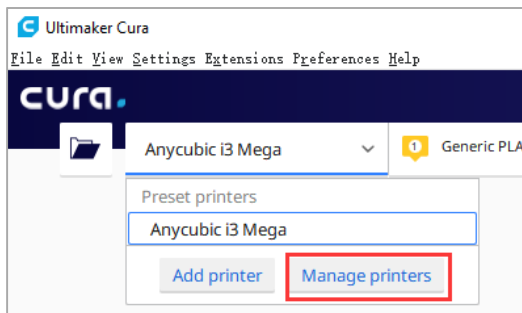 Ultimaker Cura
File Edit View Settings Extensions Preferences Help
cura.
Anycubic i3 Mega 1 Generic PLA
Preset printers
Anycubic i3 Mega
Add printer Manage printers